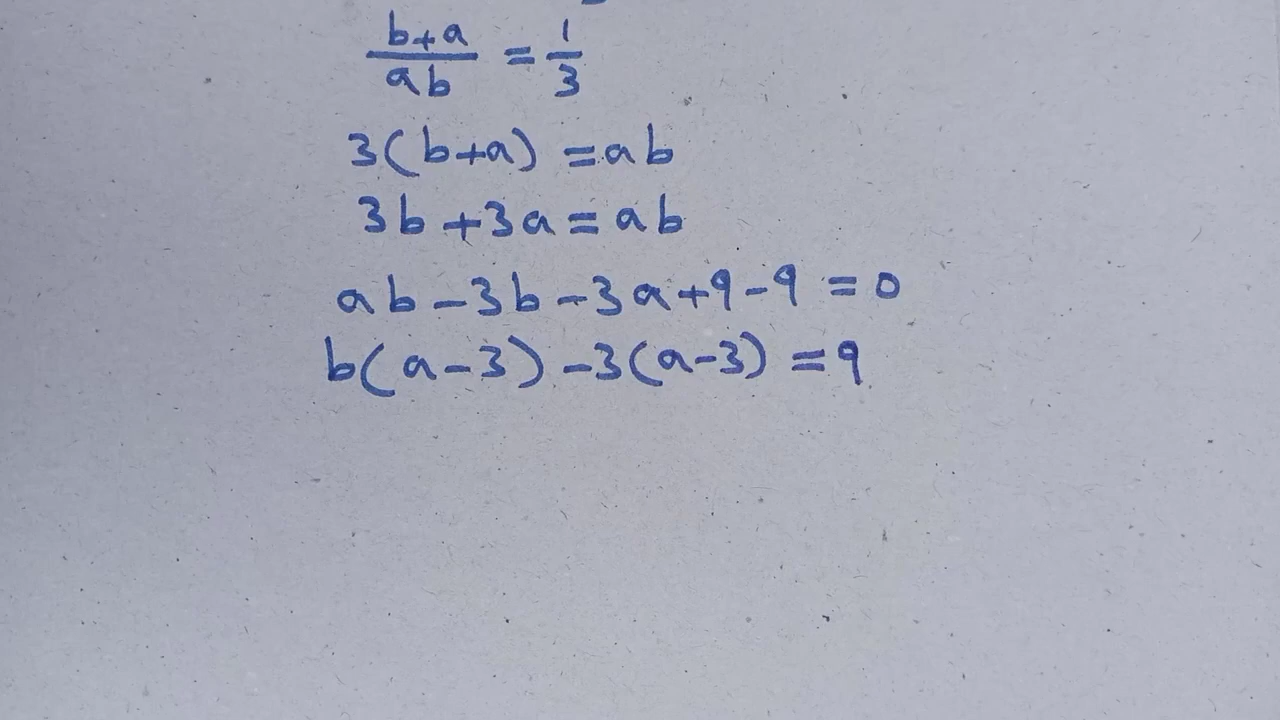 b+a/ab = 1/3
3(b+a) = ab
3b+3a = ab
ab-3b-3a+9-9 = 0
b(a-3)-3(a-3) = 9